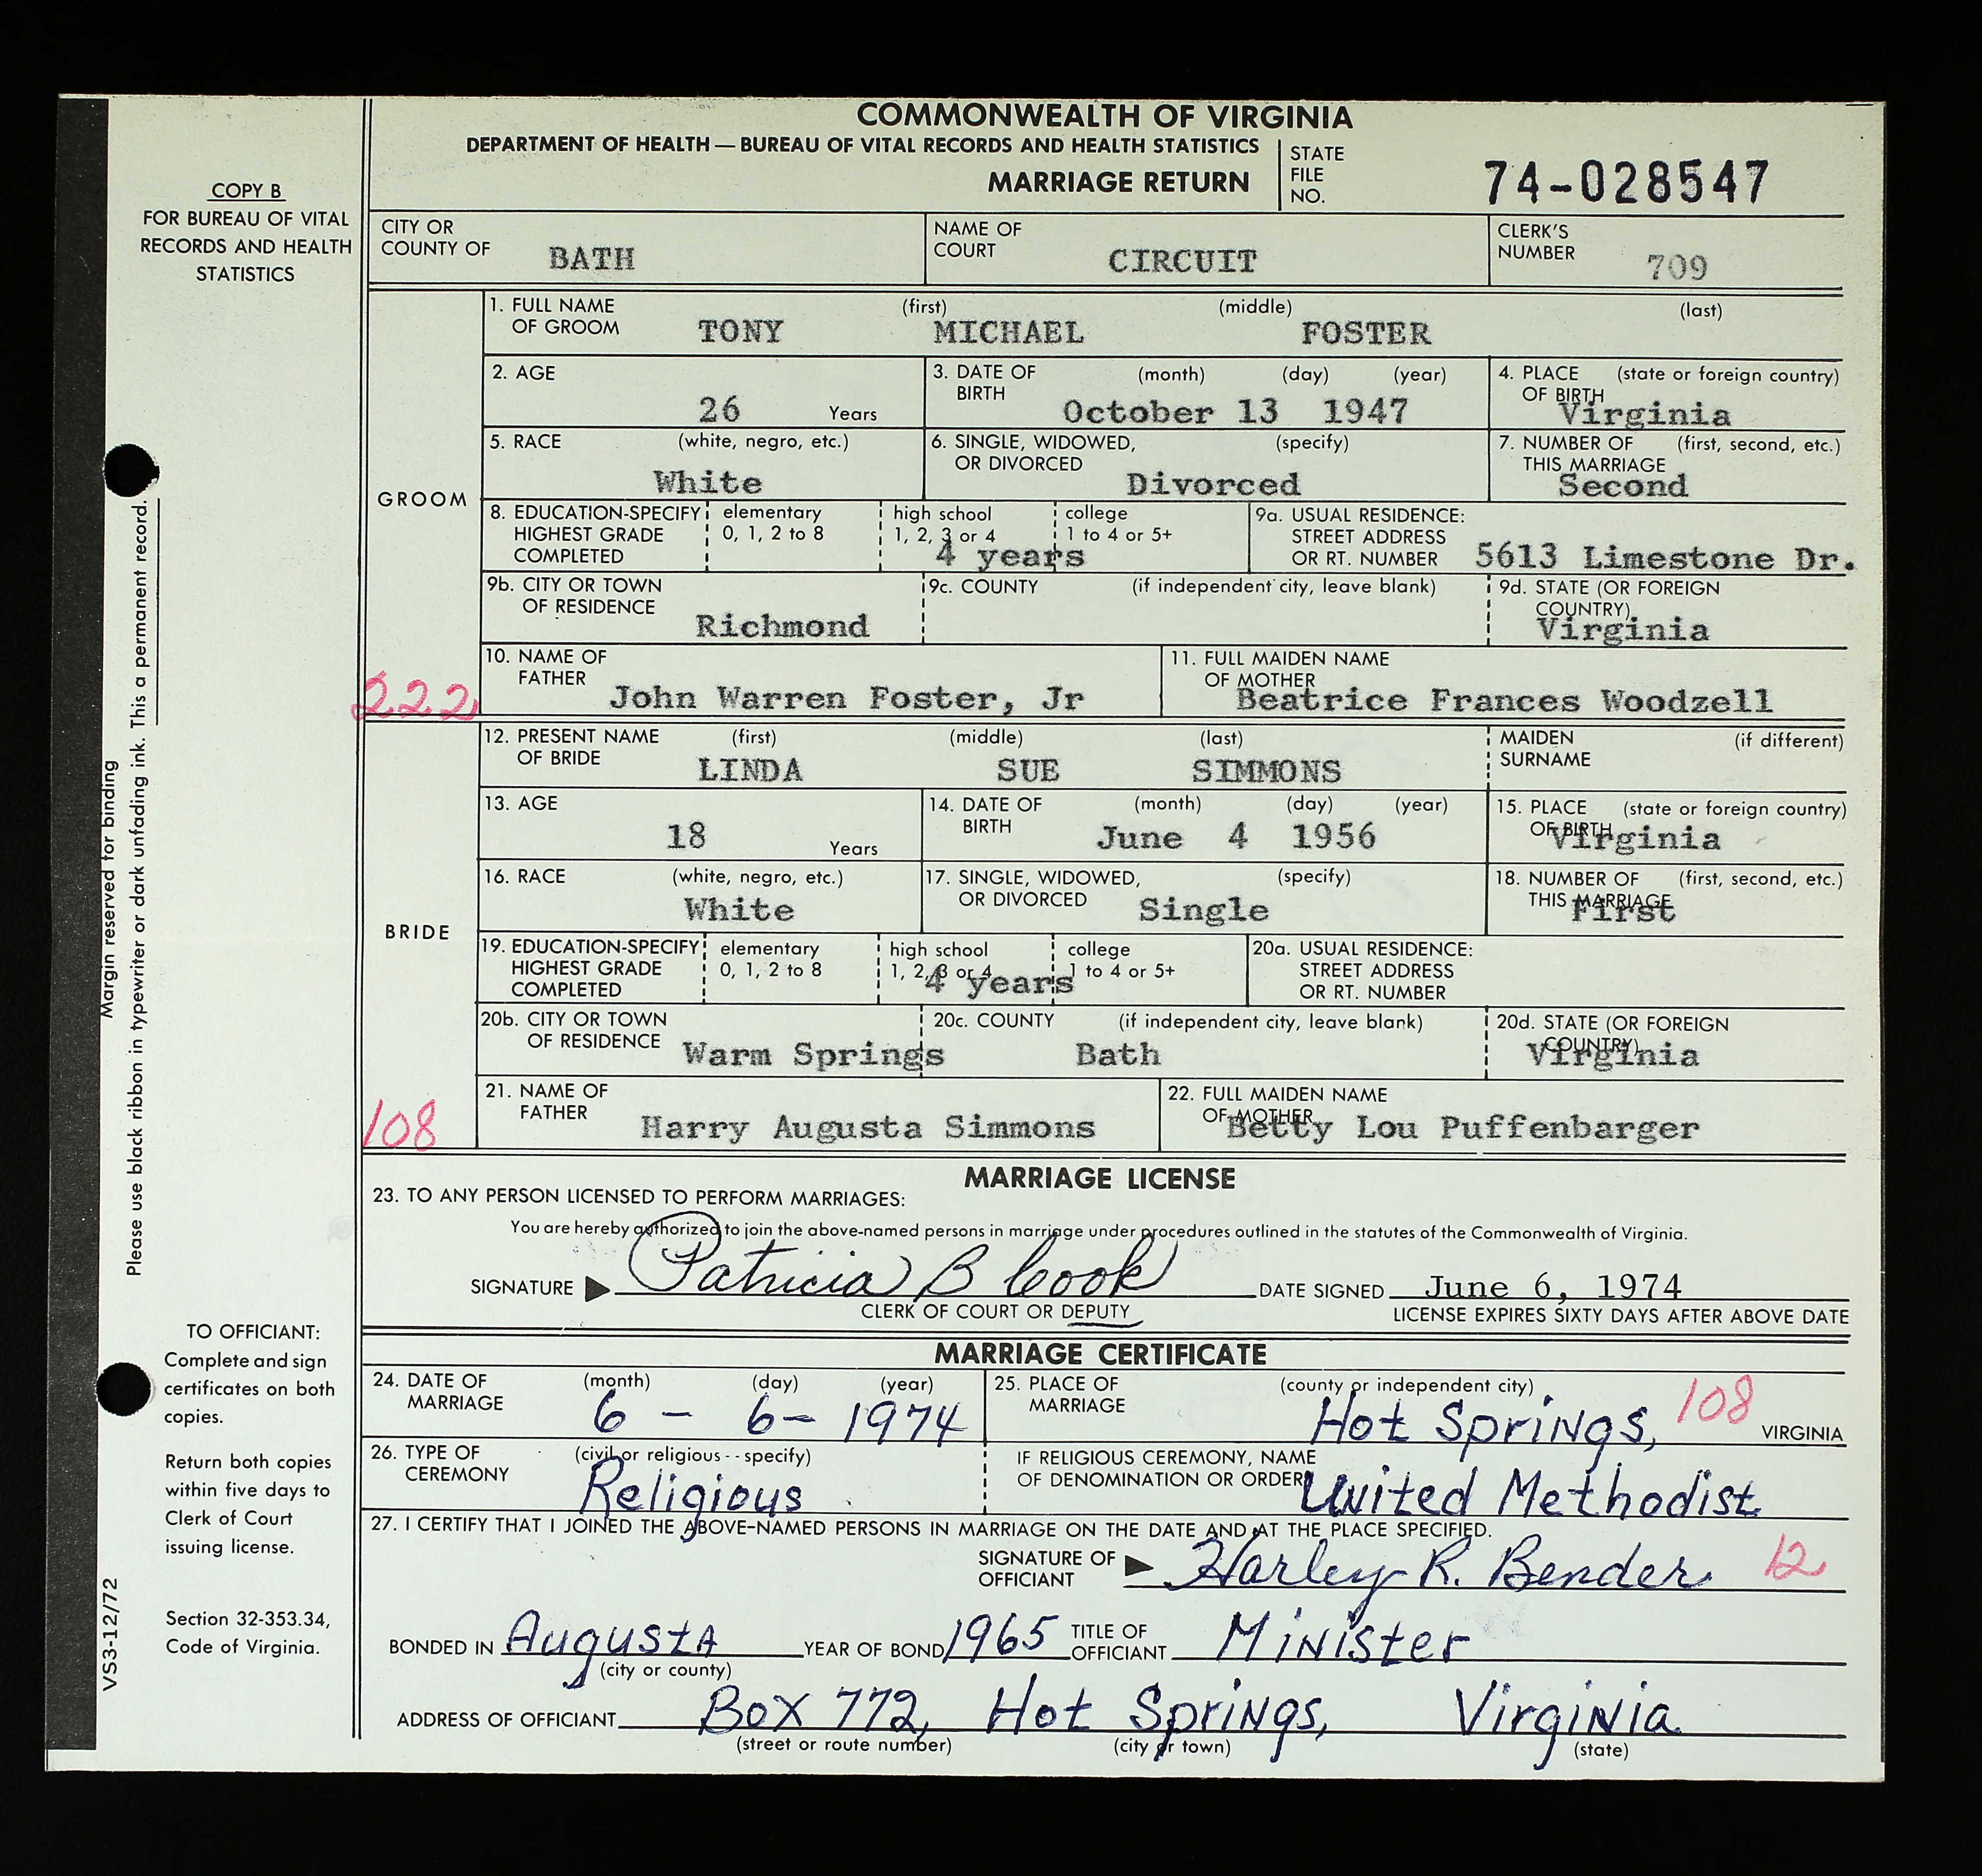 COMMONWEALTH OF VIRGINIA
DEPARTMENT OF HEALTH — BUREAU OF VITAL RECORDS AND HEALTH STATISTICS
MARRIAGE RETURN
STATE FILE NO. 74-028547
COPY B
FOR BUREAU OF VITAL
RECORDS AND HEALTH
STATISTICS
CITY OR COUNTY OF BATH
NAME OF COURT CIRCUIT
CLERK'S NUMBER 709
GROOM
1. FULL NAME OF GROOM (first) (middle) (last)
TONY MICHAEL FOSTER
2. AGE 26 Years
3. DATE OF BIRTH (month) (day) (year)
October 13 1947
4. PLACE OF BIRTH (state or foreign country)
Virginia
5. RACE (white, negro, etc.)
White
6. SINGLE, WIDOWED, OR DIVORCED (specify)
Divorced
7. NUMBER OF THIS MARRIAGE (first, second, etc.)
Second
8. EDUCATION-SPECIFY HIGHEST GRADE COMPLETED
elementary 0, 1, 2 to 8
high school 1, 2, 3 or 4
college 1 to 4 or 5+
4 years
9a. USUAL RESIDENCE: STREET ADDRESS OR RT. NUMBER 5613 Limestone Dr.
9b. CITY OR TOWN OF RESIDENCE Richmond
9c. COUNTY (if independent city, leave blank)
9d. STATE (OR FOREIGN COUNTRY) Virginia
10. NAME OF FATHER John Warren Foster, Jr
11. FULL MAIDEN NAME OF MOTHER Beatrice Frances Woodzell
222
BRIDE
12. PRESENT NAME OF BRIDE (first) (middle) (last)
LINDA SUE SIMMONS
MAIDEN SURNAME (if different)
13. AGE 18 Years
14. DATE OF BIRTH (month) (day) (year)
June 4 1956
15. PLACE OF BIRTH (state or foreign country)
Virginia
16. RACE (white, negro, etc.)
White
17. SINGLE, WIDOWED, OR DIVORCED (specify)
Single
18. NUMBER OF THIS MARRIAGE (first, second, etc.)
First
19. EDUCATION-SPECIFY HIGHEST GRADE COMPLETED
elementary 0, 1, 2 to 8
high school 1, 2, 3 or 4
college 1 to 4 or 5+
4 years
20a. USUAL RESIDENCE: STREET ADDRESS OR RT. NUMBER
20b. CITY OR TOWN OF RESIDENCE Warm Springs
20c. COUNTY (if independent city, leave blank)
Bath
20d. STATE (OR FOREIGN COUNTRY) Virginia
21. NAME OF FATHER Harry Augusta Simmons
22. FULL MAIDEN NAME OF MOTHER Betty Lou Puffenbarger
108
MARRIAGE LICENSE
23. TO ANY PERSON LICENSED TO PERFORM MARRIAGES:
You are hereby authorized to join the above-named persons in marriage under procedures outlined in the statutes of the Commonwealth of Virginia.
SIGNATURE Patricia B Cook DATE SIGNED June 6, 1974
CLERK OF COURT OR DEPUTY
LICENSE EXPIRES SIXTY DAYS AFTER ABOVE DATE
MARRIAGE CERTIFICATE
24. DATE OF MARRIAGE (month) (day) (year)
6 - 6- 1974
25. PLACE OF MARRIAGE (county or independent city)
Hot Springs, 108 VIRGINIA
26. TYPE OF CEREMONY (civil or religious - - specify)
Religious
IF RELIGIOUS CEREMONY, NAME OF DENOMINATION OR ORDER
United Methodist
27. I CERTIFY THAT I JOINED THE ABOVE-NAMED PERSONS IN MARRIAGE ON THE DATE AND AT THE PLACE SPECIFIED.
SIGNATURE OF OFFICIANT Harley R. Bender 12
BONDED IN Augusta YEAR OF BOND 1965 TITLE OF OFFICIANT Minister
(city or county)
ADDRESS OF OFFICIANT Box 772, Hot Springs, Virginia
(street or route number) (city or town) (state)
Margin reserved for binding
Please use black ribbon in typewriter or dark unfading ink. This a permanent record.
TO OFFICIANT:
Complete and sign
certificates on both
copies.
Return both copies
within five days to
Clerk of Court
issuing license.
Section 32-353.34,
Code of Virginia.
VS3-12/72